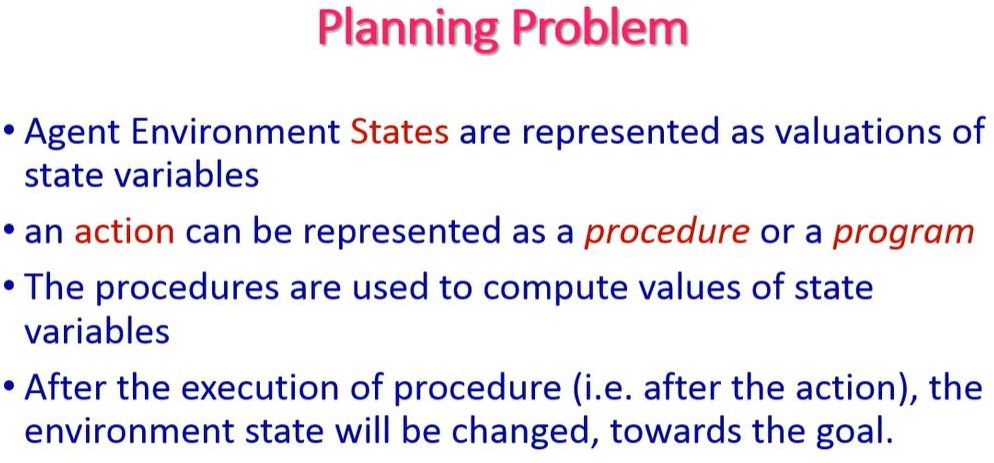 Planning Problem
• Agent Environment States are represented as valuations of
state variables
• an action can be represented as a procedure or a program
• The procedures are used to compute values of state
variables
• After the execution of procedure (i.e. after the action), the
environment state will be changed, towards the goal.